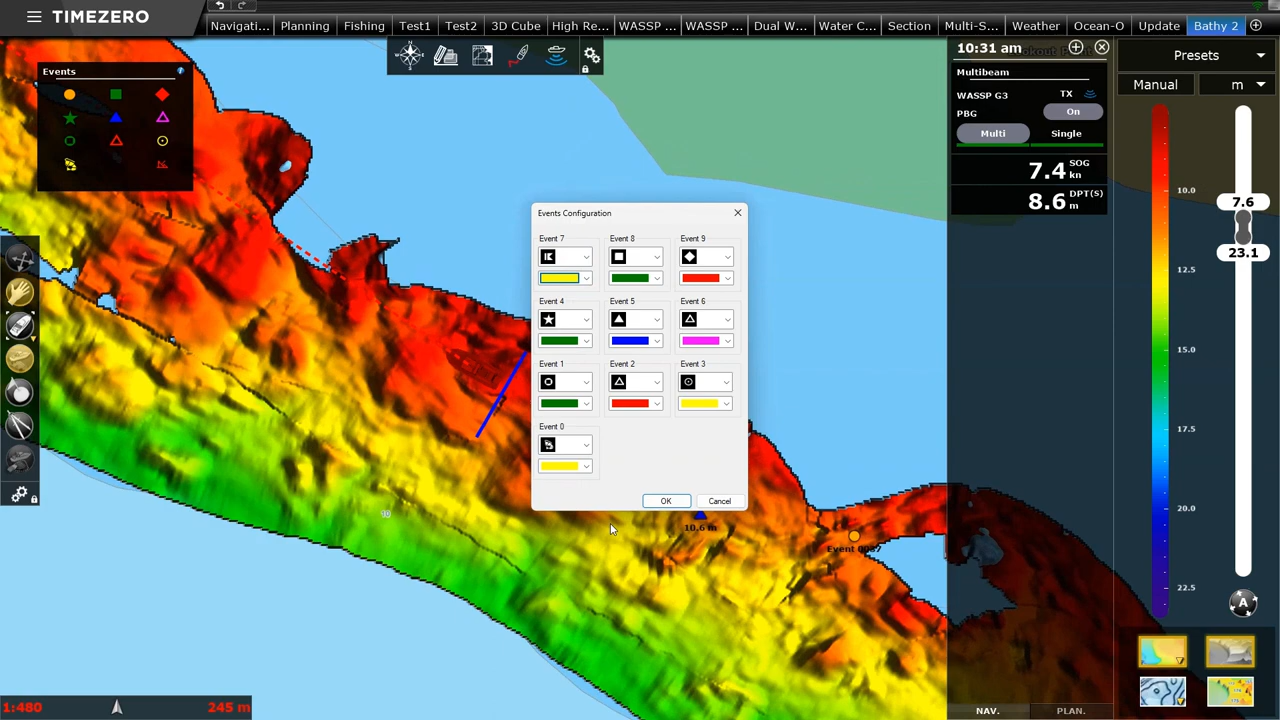 TIMEZERO
Navigati...
Planning
Fishing
Test1
Test2
3D Cube
High Re...
WASSP ...
WASSP ...
Dual W...
Water C...
Section
Multi-S...
Weather
Ocean-O
Update
Bathy 2
Events
10:31 am
Multibeam
WASSP G3
TX
PBG
On
Multi
Single
7.4 SOG
kn
8.6 DPT(S)
m
Presets
Manual
m
10.0
12.5
15.0
17.5
20.0
22.5
7.6
23.1
A
Events Configuration
Event 7
Event 8
Event 9
Event 4
Event 5
Event 6
Event 1
Event 2
Event 3
Event 0
OK
Cancel
10
10.6 m
1:480
245 m
NAV.
PLAN.